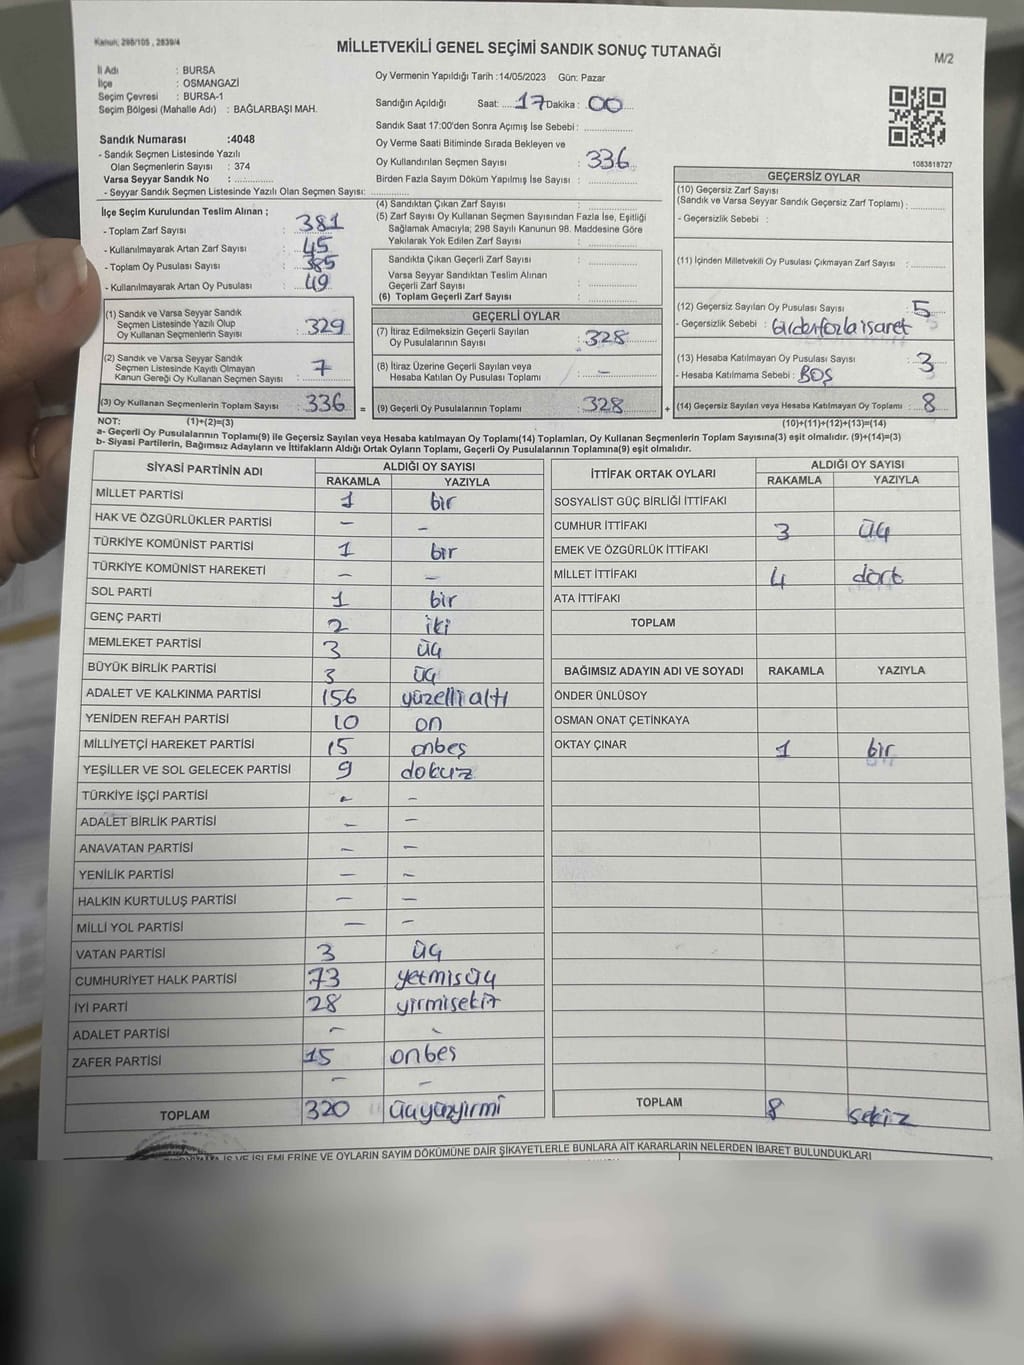 Kanun; 298/105 , 2839/4
MİLLETVEKİLİ GENEL SEÇİMİ SANDIK SONUÇ TUTANAĞI
M/2
İl Adı : BURSA
İlçe : OSMANGAZİ
Seçim Çevresi : BURSA-1
Seçim Bölgesi (Mahalle Adı) : BAĞLARBAŞI MAH.
Sandık Numarası :4048
- Sandık Seçmen Listesinde Yazılı
Olan Seçmenlerin Sayısı : 374
Varsa Seyyar Sandık No : ............
- Seyyar Sandık Seçmen Listesinde Yazılı Olan Seçmen Sayısı: ............
Oy Vermenin Yapıldığı Tarih :14/05/2023 Gün: Pazar
Sandığın Açıldığı Saat: 17 Dakika : 00
Sandık Saat 17:00'den Sonra Açımış İse Sebebi : ............
Oy Verme Saati Bitiminde Sırada Bekleyen ve
Oy Kullandırılan Seçmen Sayısı : 336
Birden Fazla Sayım Döküm Yapılmış İse Sayısı : ............
1083818727
İlçe Seçim Kurulundan Teslim Alınan ;
- Toplam Zarf Sayısı : 381
- Kullanılmayarak Artan Zarf Sayısı : 45
- Toplam Oy Pusulası Sayısı : 385
- Kullanılmayarak Artan Oy Pusulası : 49
(1) Sandık ve Varsa Seyyar Sandık
Seçmen Listesinde Yazılı Olup
Oy Kullanan Seçmenlerin Sayısı : 329
(2) Sandık ve Varsa Seyyar Sandık
Seçmen Listesinde Kayıtlı Olmayan
Kanun Gereği Oy Kullanan Seçmen Sayısı : 7
(3) Oy Kullanan Seçmenlerin Toplam Sayısı : 336
(1)+(2)=(3)
(4) Sandıktan Çıkan Zarf Sayısı : ............
(5) Zarf Sayısı Oy Kullanan Seçmen Sayısından Fazla İse, Eşitliği
Sağlamak Amacıyla; 298 Sayılı Kanunun 98. Maddesine Göre
Yakılarak Yok Edilen Zarf Sayısı : ............
Sandıkta Çıkan Geçerli Zarf Sayısı : ............
Varsa Seyyar Sandıktan Teslim Alınan
Geçerli Zarf Sayısı : ............
(6) Toplam Geçerli Zarf Sayısı : ............
GEÇERLİ OYLAR
(7) İtiraz Edilmeksizin Geçerli Sayılan
Oy Pusulalarının Sayısı : 328
(8) İtiraz Üzerine Geçerli Sayılan veya
Hesaba Katılan Oy Pusulası Toplamı : -
= (9) Geçerli Oy Pusulalarının Toplamı : 328 +
GEÇERSİZ OYLAR
(10) Geçersiz Zarf Sayısı
(Sandık ve Varsa Seyyar Sandık Geçersiz Zarf Toplamı) : ............
- Geçersizlik Sebebi :
(11) İçinden Milletvekili Oy Pusulası Çıkmayan Zarf Sayısı : ............
(12) Geçersiz Sayılan Oy Pusulası Sayısı : 5
- Geçersizlik Sebebi : birden fazla işaret
(13) Hesaba Katılmayan Oy Pusulası Sayısı : 3
- Hesaba Katılmama Sebebi : BOŞ
(14) Geçersiz Sayılan veya Hesaba Katılmayan Oy Toplamı : 8
(10)+(11)+(12)+(13)=(14)
NOT:
a- Geçerli Oy Pusulalarının Toplamı(9) ile Geçersiz Sayılan veya Hesaba katılmayan Oy Toplamı(14) Toplamları, Oy Kullanan Seçmenlerin Toplam Sayısına(3) eşit olmalıdır. (9)+(14)=(3)
b- Siyasi Partilerin, Bağımsız Adayların ve İttifakların Aldığı Ortak Oyların Toplamı, Geçerli Oy Pusulalarının Toplamına(9) eşit olmalıdır.
SİYASİ PARTİNİN ADI ALDIĞI OY SAYISI
RAKAMLA YAZIYLA
MİLLET PARTİSİ 1 bir
HAK VE ÖZGÜRLÜKLER PARTİSİ - -
TÜRKİYE KOMÜNİST PARTİSİ 1 bir
TÜRKİYE KOMÜNİST HAREKETİ - -
SOL PARTİ 1 bir
GENÇ PARTİ 2 iki
MEMLEKET PARTİSİ 3 üç
BÜYÜK BİRLİK PARTİSİ 3 üç
ADALET VE KALKINMA PARTİSİ 156 yüzelli altı
YENİDEN REFAH PARTİSİ 10 on
MİLLİYETÇİ HAREKET PARTİSİ 15 onbeş
YEŞİLLER VE SOL GELECEK PARTİSİ 9 dokuz
TÜRKİYE İŞÇİ PARTİSİ - -
ADALET BİRLİK PARTİSİ - -
ANAVATAN PARTİSİ - -
YENİLİK PARTİSİ - -
HALKIN KURTULUŞ PARTİSİ - -
MİLLİ YOL PARTİSİ - -
VATAN PARTİSİ 3 üç
CUMHURİYET HALK PARTİSİ 73 yetmisüç
İYİ PARTİ 28 yirmisekiz
ADALET PARTİSİ - -
ZAFER PARTİSİ 15 onbes
- -
TOPLAM 320 üçyüzyirmi
İTTİFAK ORTAK OYLARI ALDIĞI OY SAYISI
RAKAMLA YAZIYLA
SOSYALİST GÜÇ BİRLİĞİ İTTİFAKI
CUMHUR İTTİFAKI 3 üç
EMEK VE ÖZGÜRLÜK İTTİFAKI
MİLLET İTTİFAKI 4 dört
ATA İTTİFAKI
TOPLAM
BAĞIMSIZ ADAYIN ADI VE SOYADI RAKAMLA YAZIYLA
ÖNDER ÜNLÜSOY
OSMAN ONAT ÇETİNKAYA
OKTAY ÇINAR 1 bir
TOPLAM 8 sekiz
İŞ VE İŞLEMLERİNE VE OYLARIN SAYIM DÖKÜMÜNE DAİR ŞİKAYETLERLE BUNLARA AİT KARARLARIN NELERDEN İBARET BULUNDUKLARI